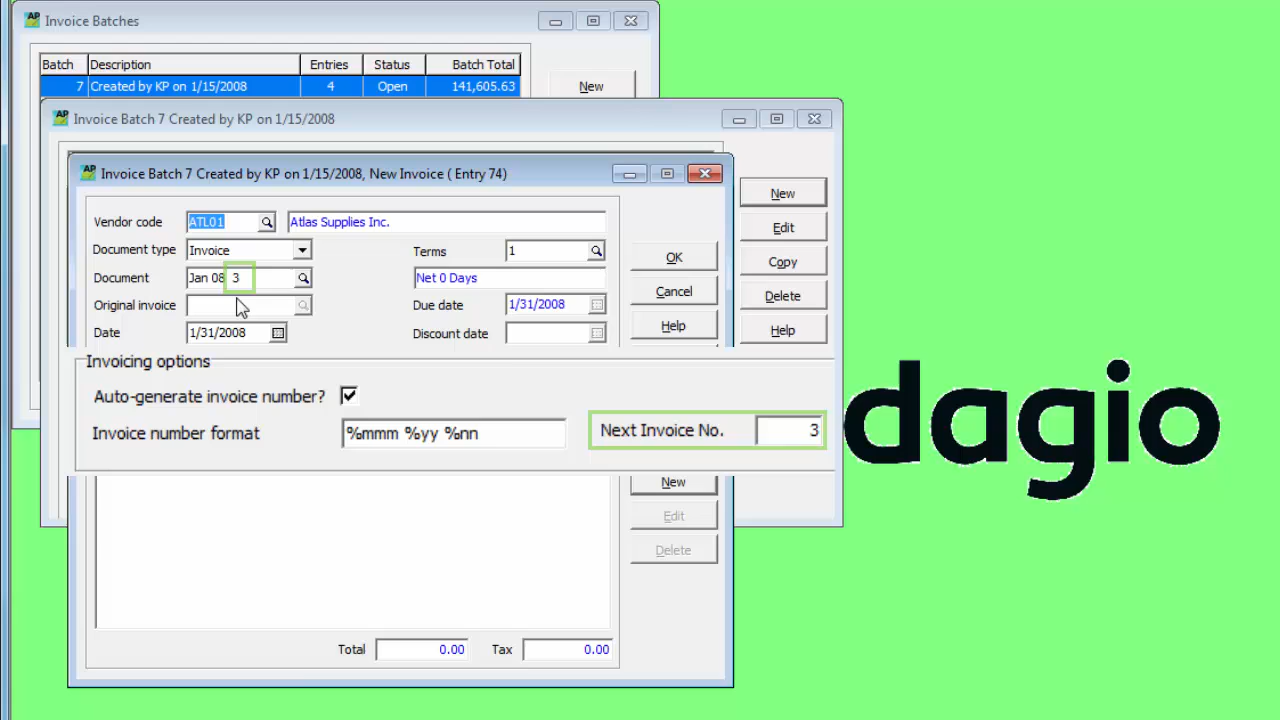 AP Invoice Batches
Batch Description Entries Status Batch Total
7 Created by KP on 1/15/2008 4 Open 141,605.63
New
AP Invoice Batch 7 Created by KP on 1/15/2008
New
Edit
Copy
Delete
Help
AP Invoice Batch 7 Created by KP on 1/15/2008, New Invoice ( Entry 74)
Vendor code ATL01 Atlas Supplies Inc.
Document type Invoice Terms 1
Document Jan 08 3 Net 0 Days
Original invoice Due date 1/31/2008
Date 1/31/2008 Discount date
OK
Cancel
Help
Invoicing options
Auto-generate invoice number?
Invoice number format %mmm %yy %nn Next Invoice No. 3
New
Edit
Delete
Total 0.00 Tax 0.00
dagio